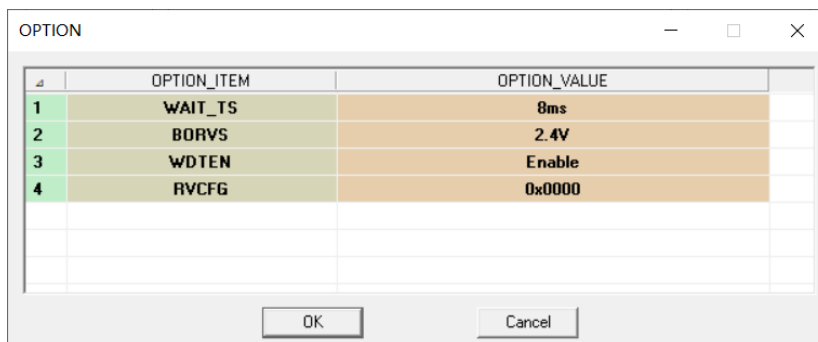 OPTION
OPTION_ITEM OPTION_VALUE
1 WAIT_TS 8ms
2 BORVS 2.4V
3 WDTEN Enable
4 RVCFG 0x0000
OK Cancel